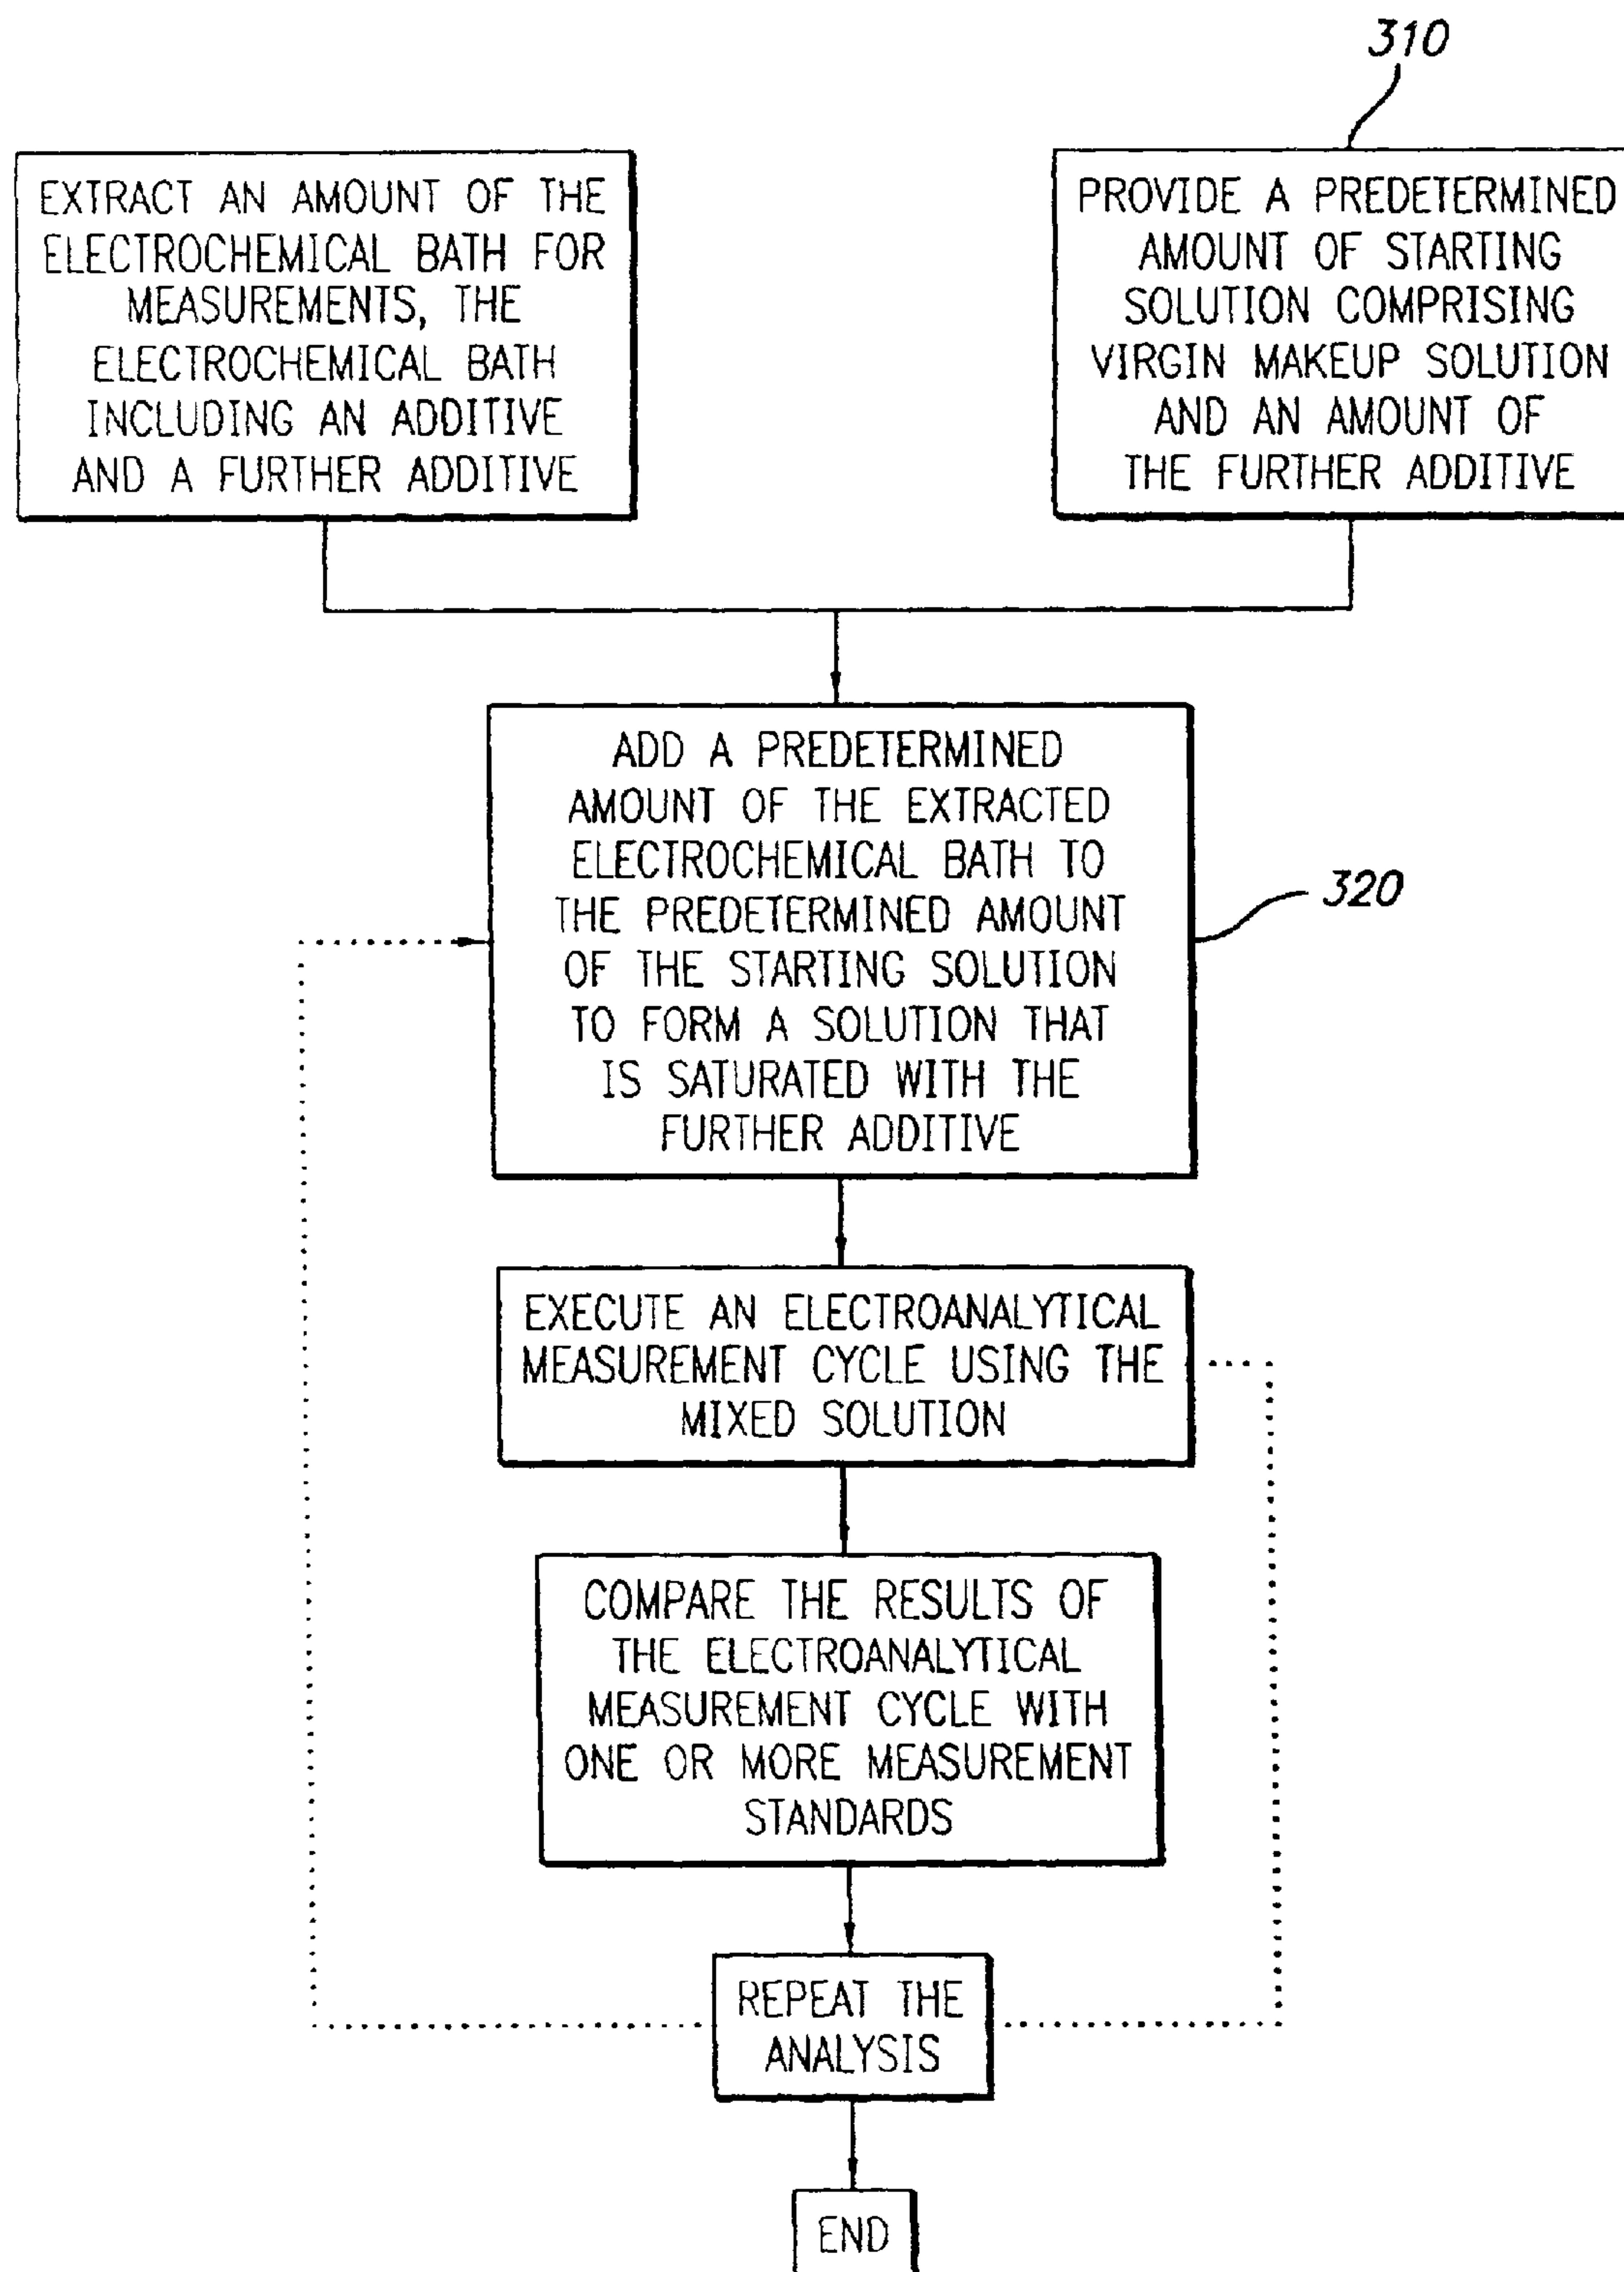 310
EXTRACT AN AMOUNT OF THE
ELECTROCHEMICAL BATH FOR
MEASUREMENTS, THE
ELECTROCHEMICAL BATH
INCLUDING AN ADDITIVE
AND A FURTHER ADDITIVE
PROVIDE A PREDETERMINED
AMOUNT OF STARTING
SOLUTION COMPRISING
VIRGIN MAKEUP SOLUTION
AND AN AMOUNT OF
THE FURTHER ADDITIVE
ADD A PREDETERMINED
AMOUNT OF THE EXTRACTED
ELECTROCHEMICAL BATH TO
THE PREDETERMINED AMOUNT
OF THE STARTING SOLUTION
TO FORM A SOLUTION THAT
IS SATURATED WITH THE
FURTHER ADDITIVE
320
EXECUTE AN ELECTROANALYTICAL
MEASUREMENT CYCLE USING THE
MIXED SOLUTION
COMPARE THE RESULTS OF
THE ELECTROANALYTICAL
MEASUREMENT CYCLE WITH
ONE OR MORE MEASUREMENT
STANDARDS
REPEAT THE
ANALYSIS
END